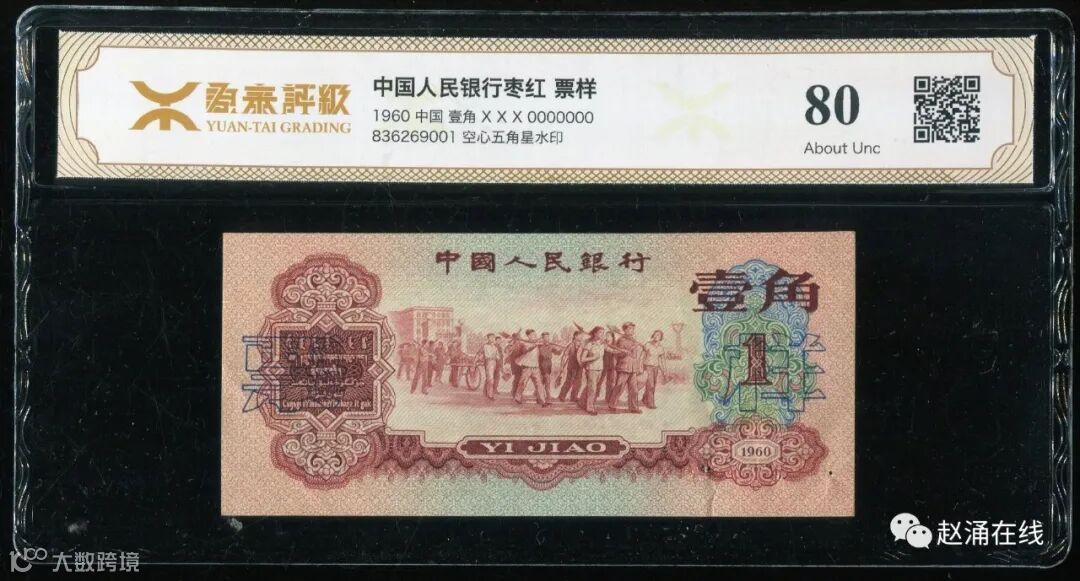 源泰評級
YUAN-TAI GRADING
中国人民银行枣红 票样
1960 中国 壹角 X X X 0000000
836269001 空心五角星水印
80
About Unc
中國人民銀行
壹角
票
样
1
YI JIAO
1960
赵涌在线
大数跨境